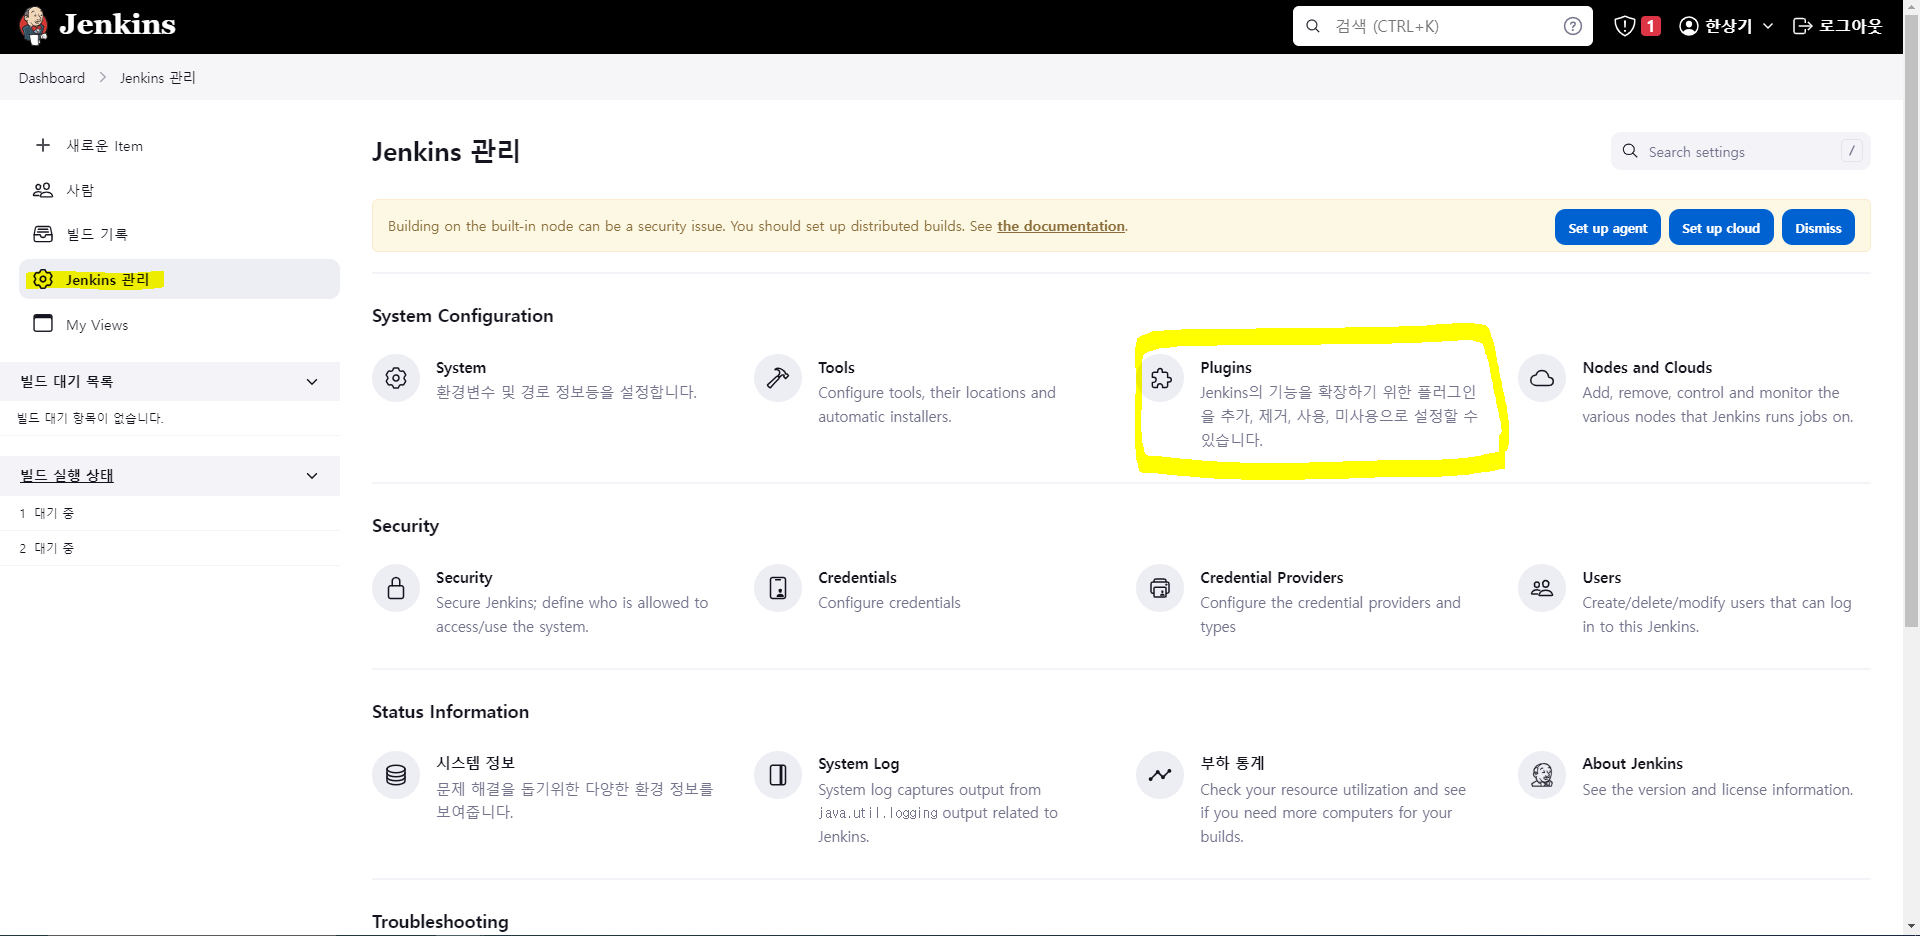 Jenkins
검색 (CTRL+K)
1
한상기
로그아웃
Dashboard
Jenkins 관리
새로운 Item
사람
빌드 기록
Jenkins 관리
My Views
빌드 대기 목록
빌드 대기 항목이 없습니다.
빌드 실행 상태
1 대기 중
2 대기 중
Jenkins 관리
Search settings
/
Building on the built-in node can be a security issue. You should set up distributed builds. See the documentation.
Set up agent
Set up cloud
Dismiss
System Configuration
System
환경변수 및 경로 정보등을 설정합니다.
Tools
Configure tools, their locations and
automatic installers.
Plugins
Jenkins의 기능을 확장하기 위한 플러그인
을 추가, 제거, 사용, 미사용으로 설정할 수
있습니다.
Nodes and Clouds
Add, remove, control and monitor the
various nodes that Jenkins runs jobs on.
Security
Security
Secure Jenkins; define who is allowed to
access/use the system.
Credentials
Configure credentials
Credential Providers
Configure the credential providers and
types
Users
Create/delete/modify users that can log
in to this Jenkins.
Status Information
시스템 정보
문제 해결을 돕기위한 다양한 환경 정보를
보여줍니다.
System Log
System log captures output from
java.util.logging output related to
Jenkins.
부하 통계
Check your resource utilization and see
if you need more computers for your
builds.
About Jenkins
See the version and license information.
Troubleshooting